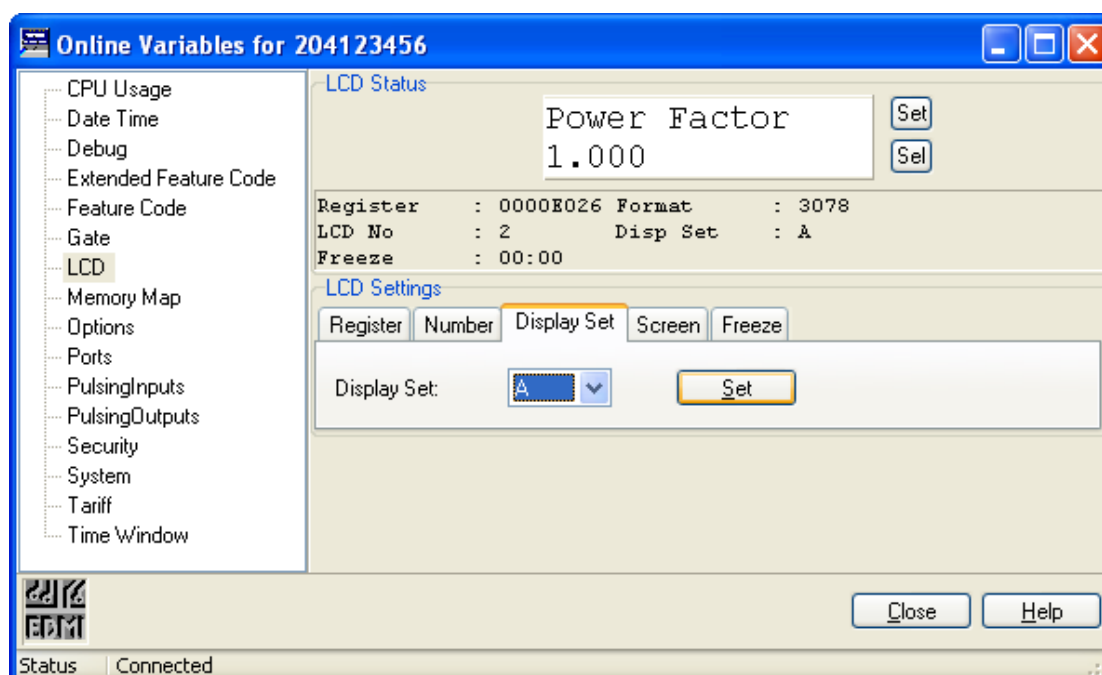 Online Variables for 204123456
CPU Usage
Date Time
Debug
Extended Feature Code
Feature Code
Gate
LCD
Memory Map
Options
Ports
PulsingInputs
PulsingOutputs
Security
System
Tariff
Time Window
LCD Status
Power Factor
1.000
Set
Sel
Register : 0000E026 Format : 3078
LCD No : 2 Disp Set : A
Freeze : 00:00
LCD Settings
Register Number Display Set Screen Freeze
Display Set: A Set
EDMI
Close Help
Status Connected